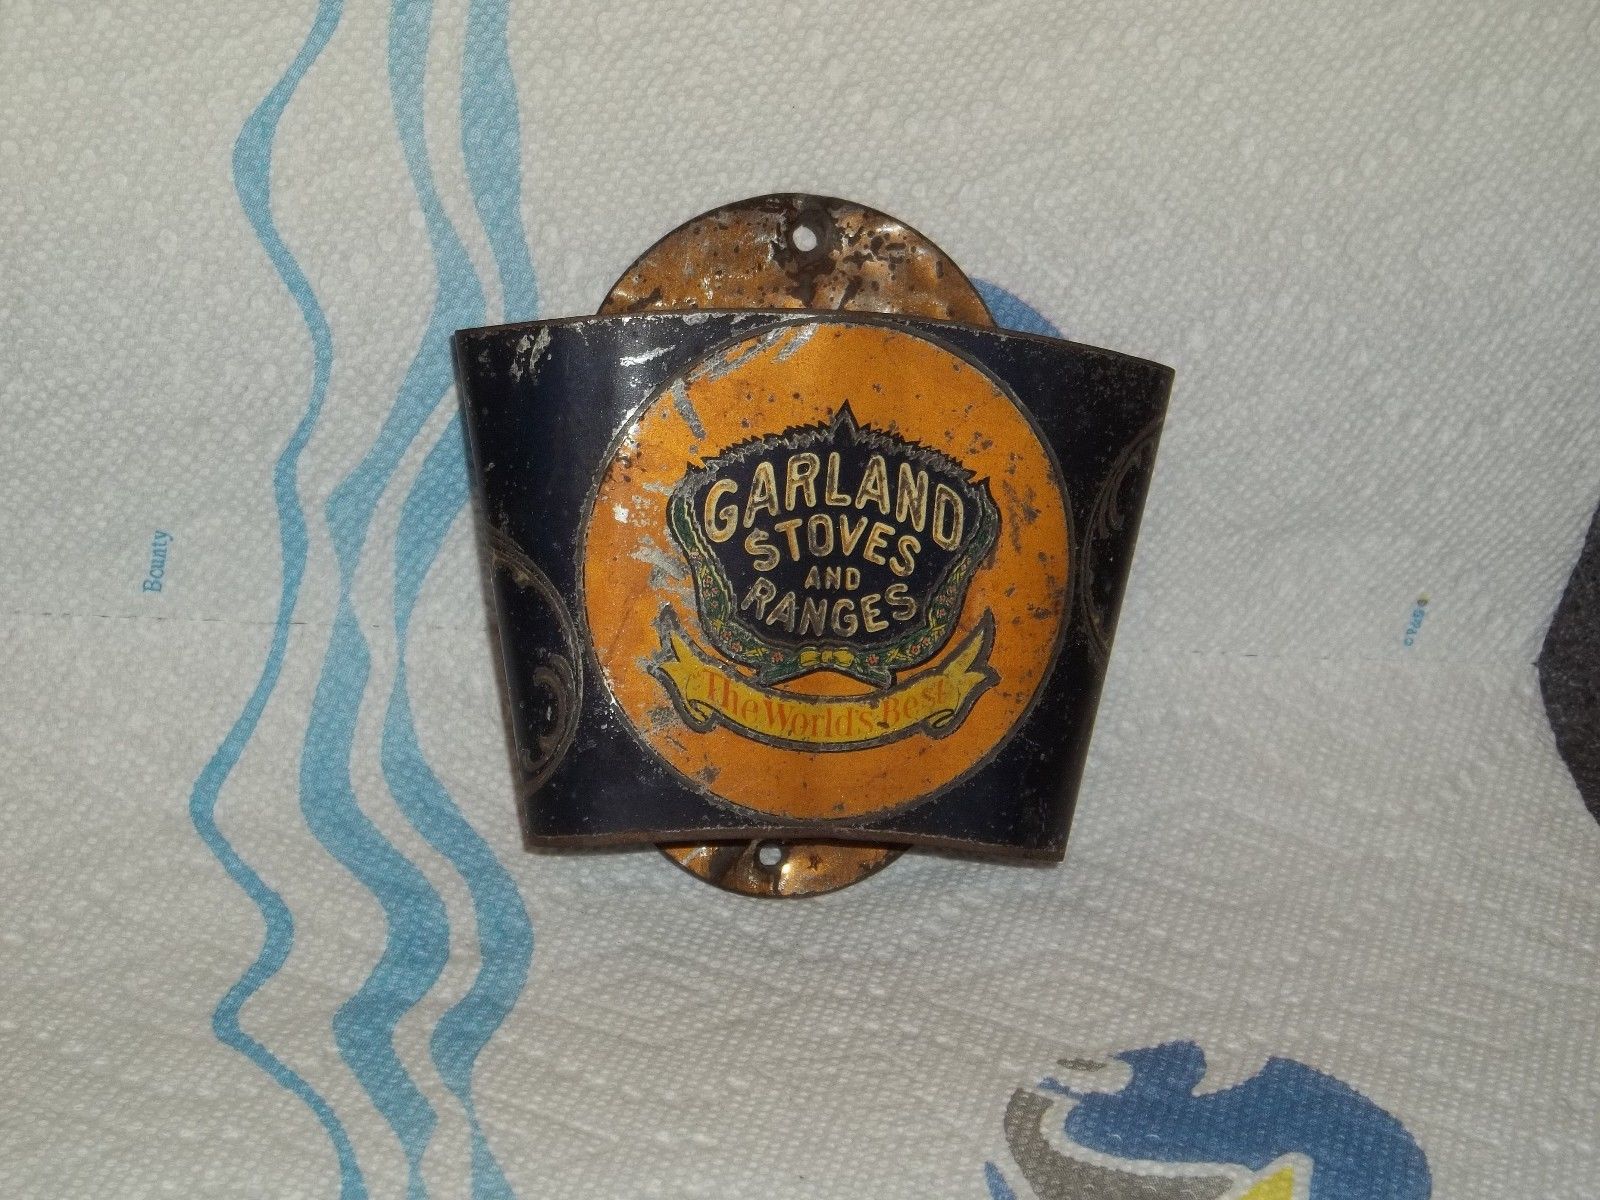 GARLAND
STOVES
AND
RANGES
The World's Best
Bounty
© P&G